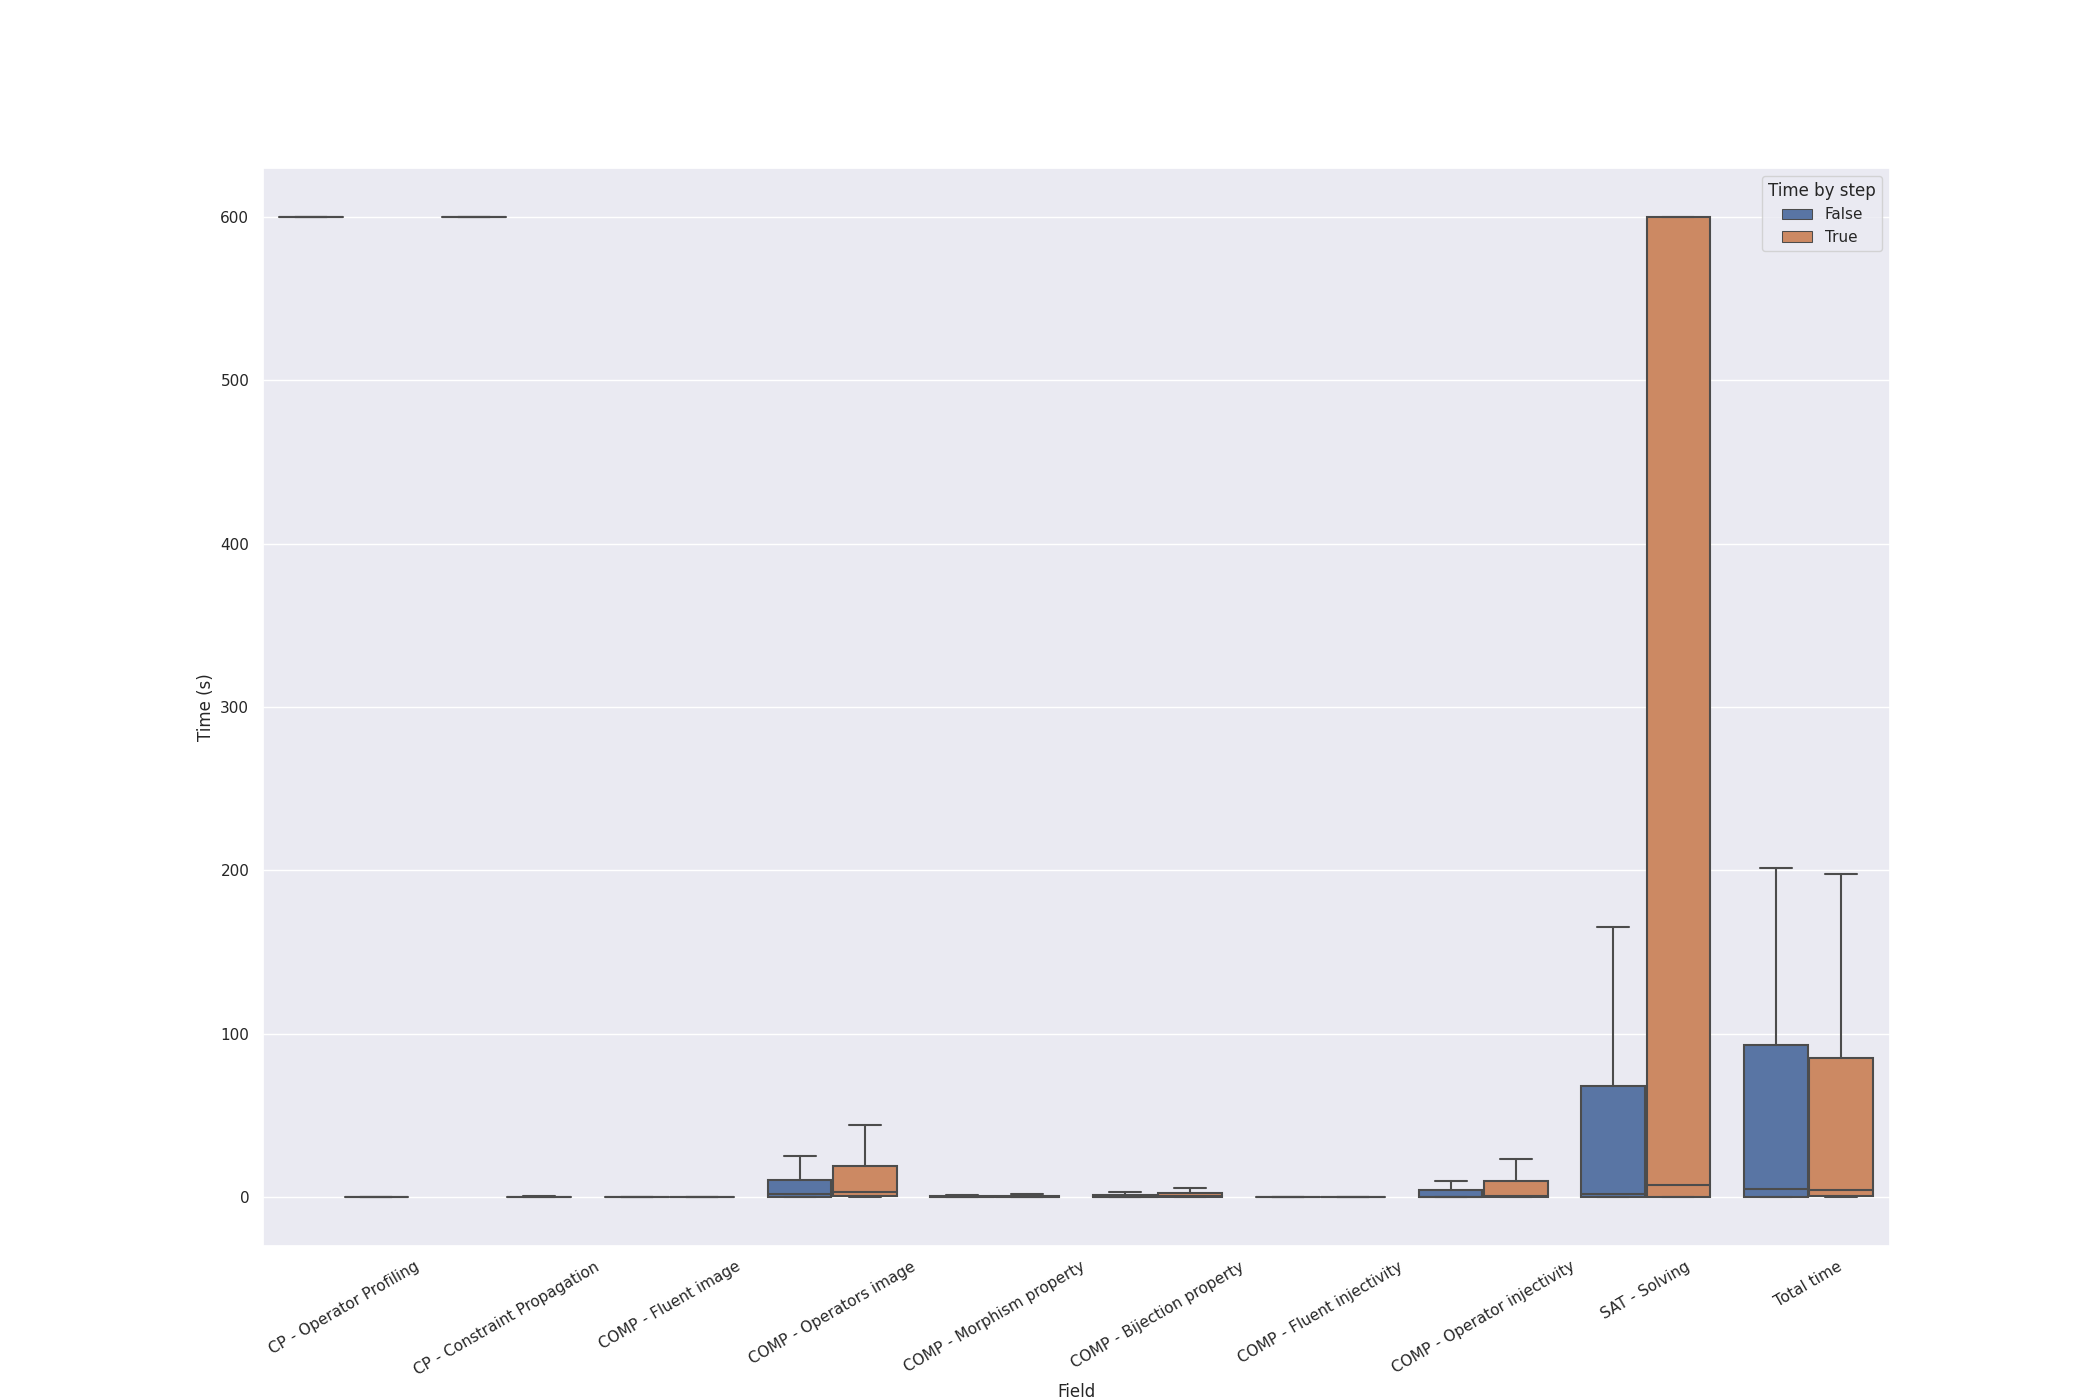 Time by step
False
True
600
500
400
300
200
100
0
Time (s)
CP - Operator Profiling
CP - Constraint Propagation
COMP - Fluent image
COMP - Operators image
COMP - Morphism property
COMP - Bijection property
COMP - Fluent injectivity
COMP - Operator injectivity
SAT - Solving
Total time
Field